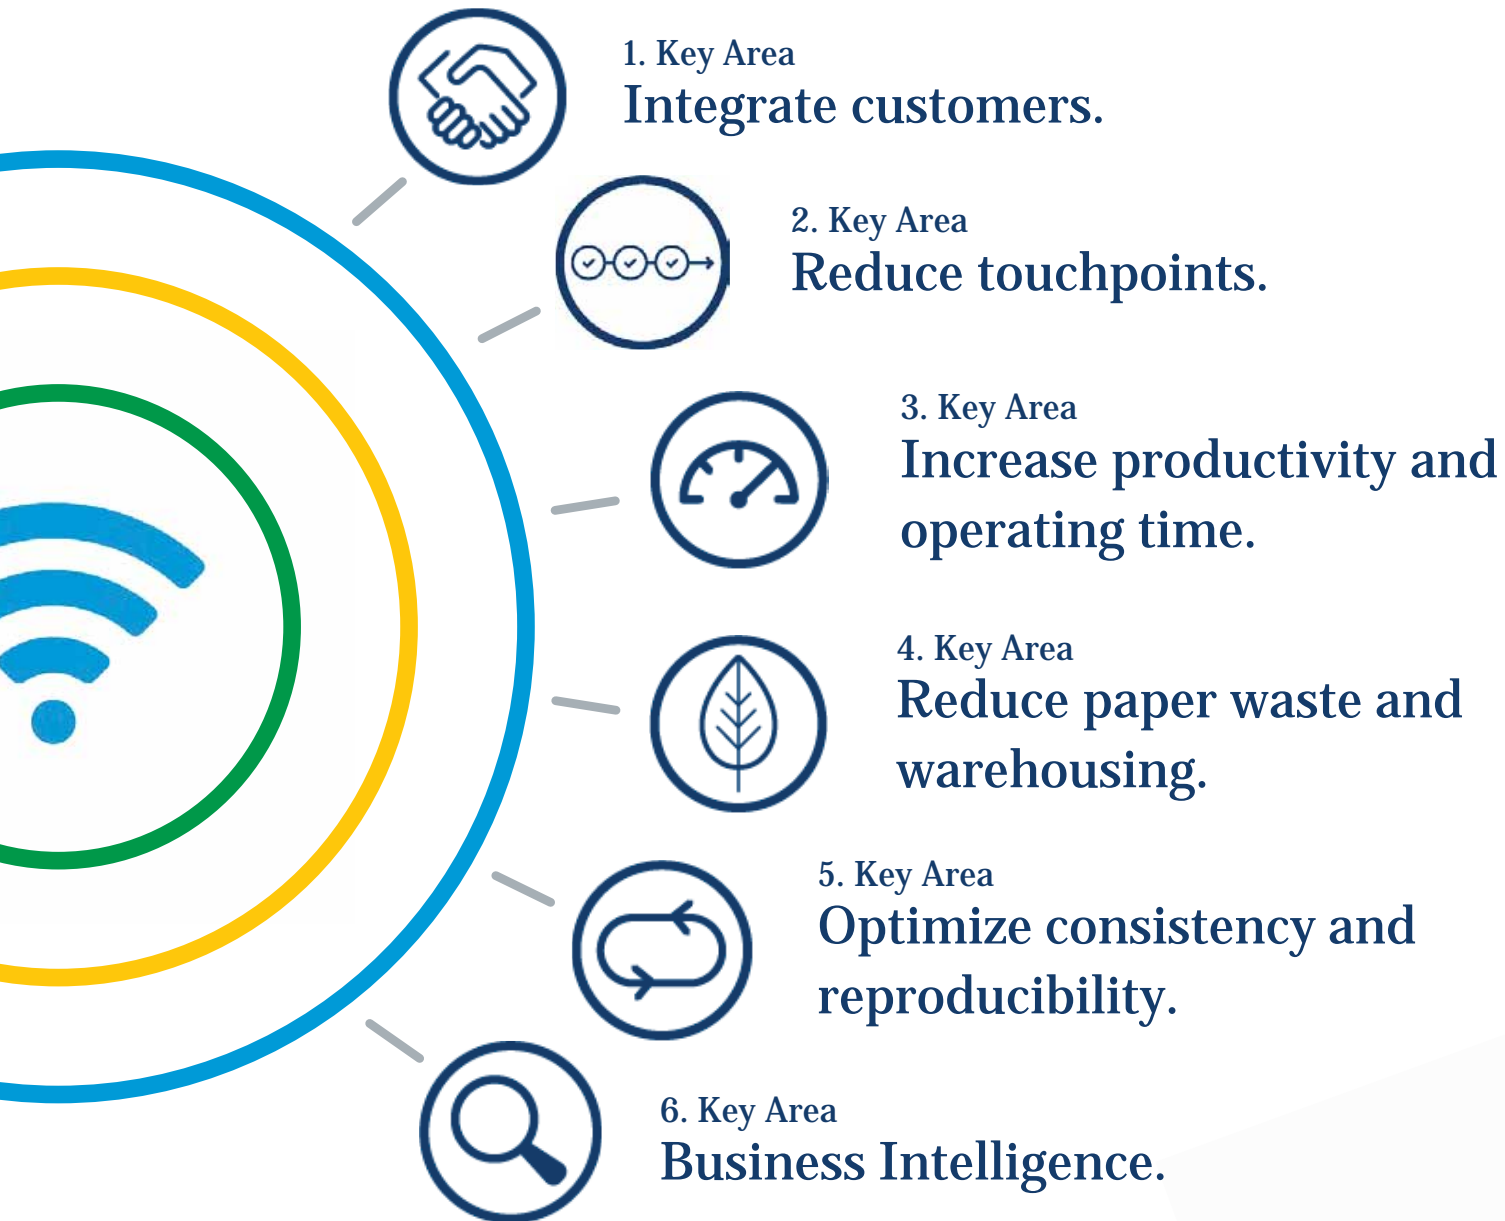 1. Key Area
Integrate customers.
2. Key Area
Reduce touchpoints.
3. Key Area
Increase productivity and
operating time.
4. Key Area
Reduce paper waste and
warehousing.
5. Key Area
Optimize consistency and
reproducibility.
6. Key Area
Business Intelligence.